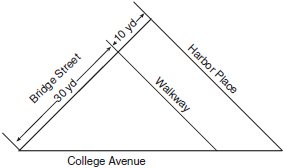 10 yd
Bridge Street
30 yd
Harbor Place
Walkway
College Avenue